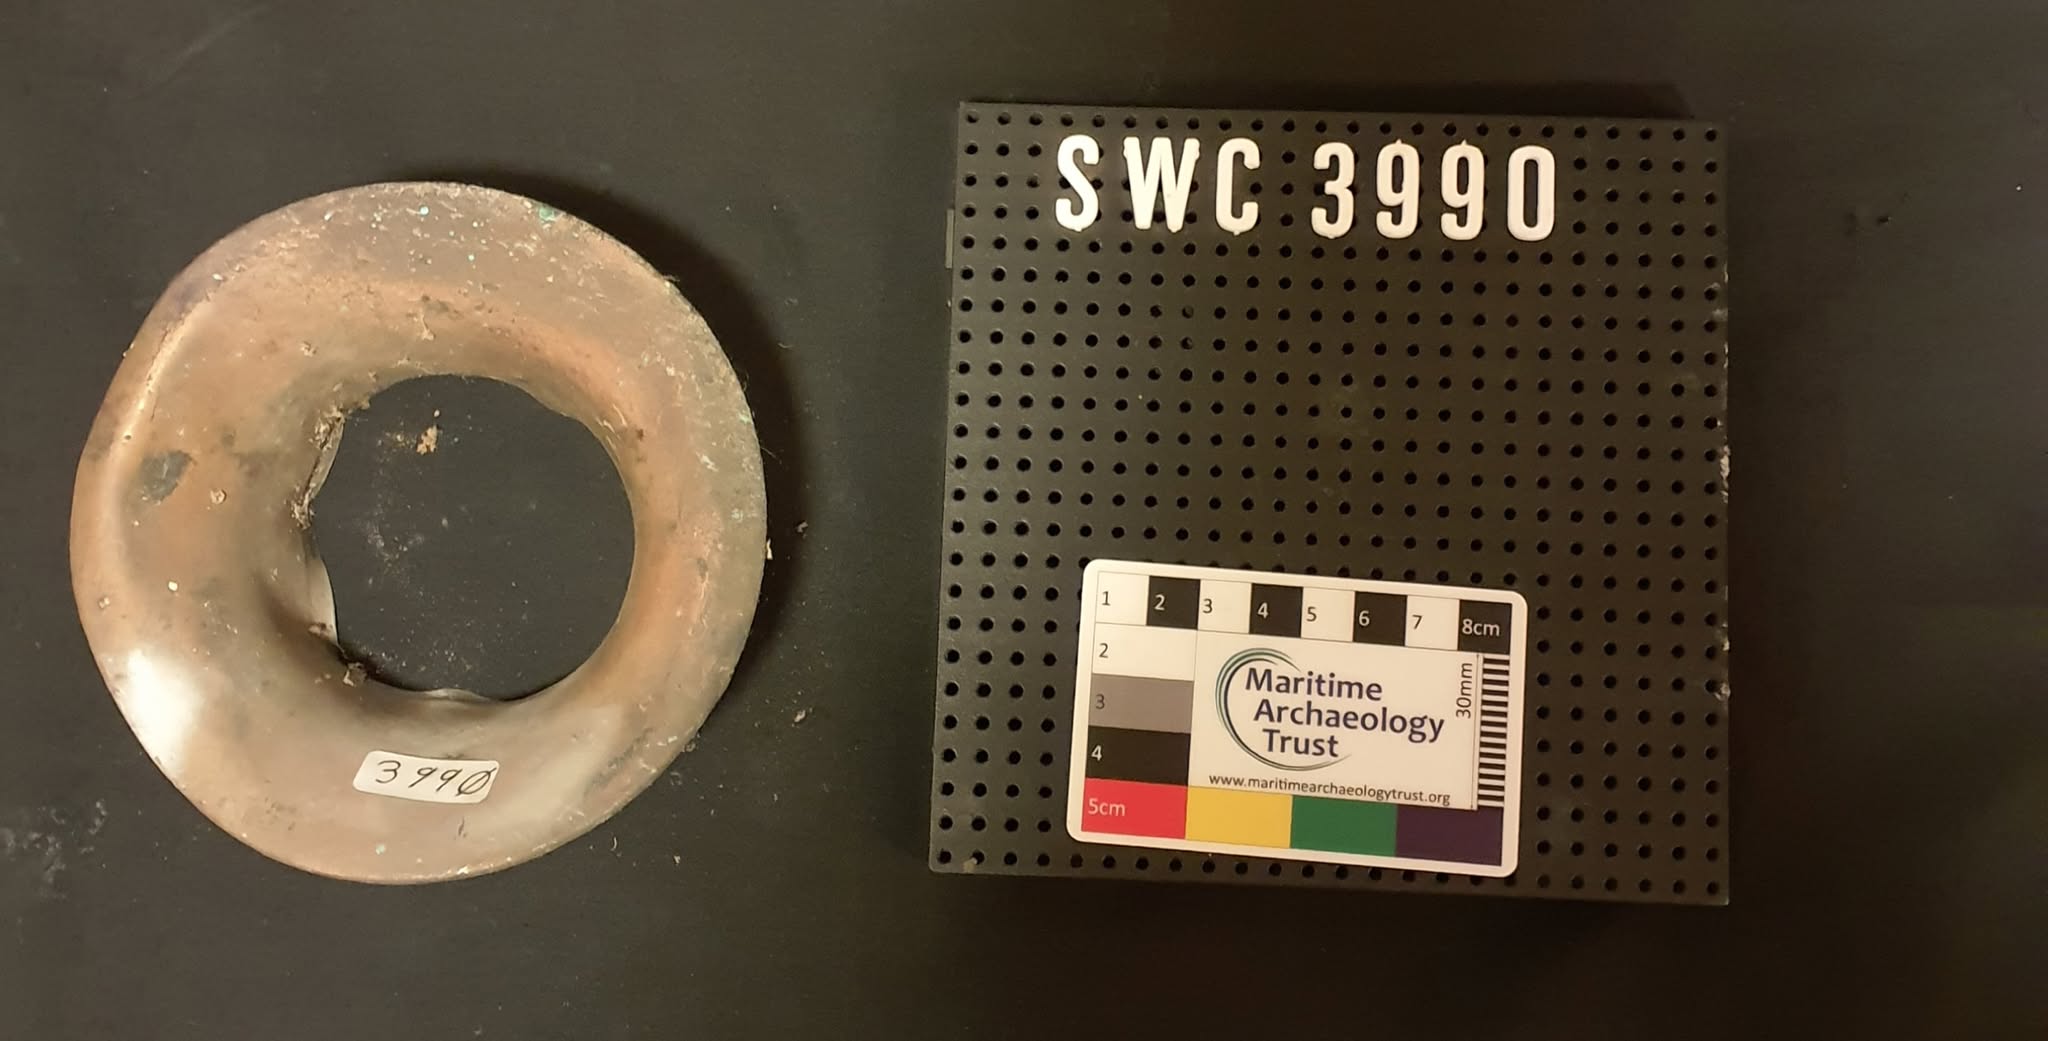 SWC 3990
399Ø
1 2 3 4 5 6 7 8cm
2
3
4
5cm
30mm
Maritime
Archaeology
Trust
www.maritimearchaeologytrust.org